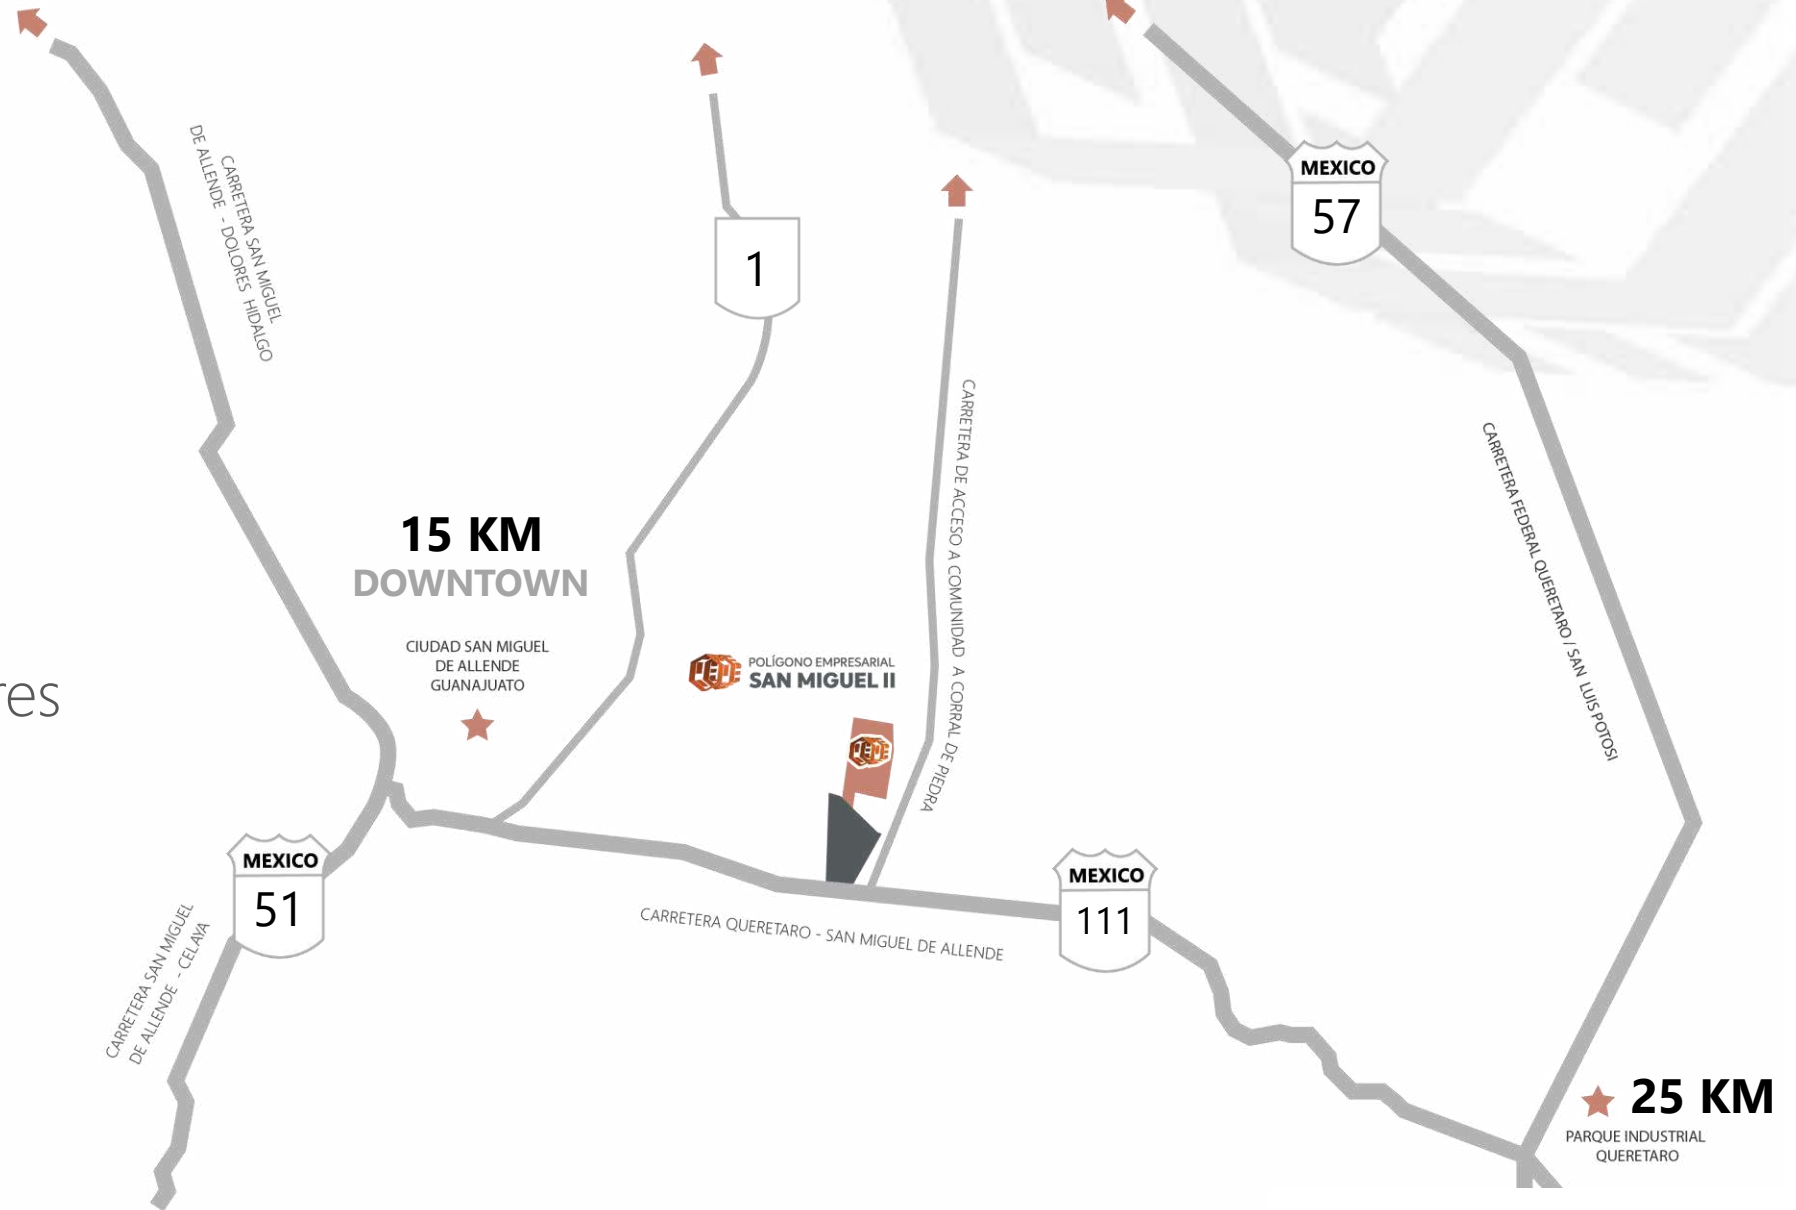 MEXICO
57
1
CARRETERA SAN MIGUEL
DE ALLENDE - DOLORES HIDALGO
CARRETERA DE ACCESO A COMUNIDAD A CORRAL DE PIEDRA
CARRETERA FEDERAL QUERETARO / SAN LUIS POTOSI
15 KM
DOWNTOWN
CIUDAD SAN MIGUEL
DE ALLENDE
GUANAJUATO
PEPE
POLÍGONO EMPRESARIAL
SAN MIGUEL II
res
PEPE
MEXICO
51
MEXICO
111
CARRETERA QUERETARO - SAN MIGUEL DE ALLENDE
CARRETERA SAN MIGUEL
DE ALLENDE - CELAYA
25 KM
PARQUE INDUSTRIAL
QUERETARO